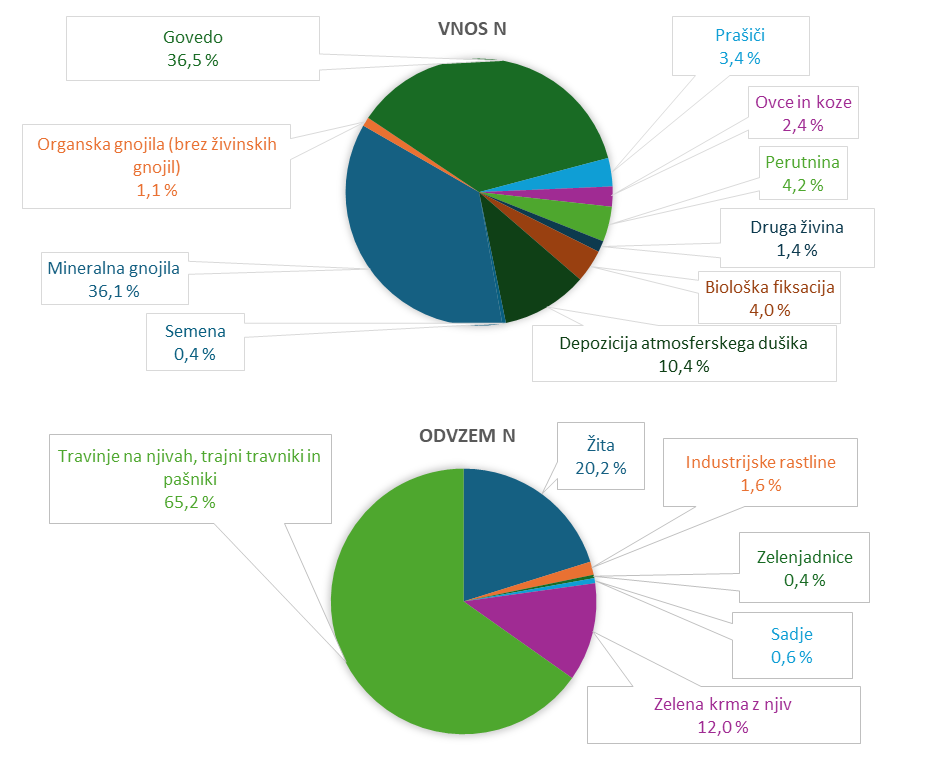 VNOS N
Govedo
36,5 %
Prašiči
3,4 %
Ovce in koze
2,4 %
Organska gnojila (brez živinskih
gnojil)
1,1 %
Perutnina
4,2 %
Druga živina
1,4 %
Mineralna gnojila
36,1 %
Biološka fiksacija
4,0 %
Semena
0,4 %
Depozicija atmosferskega dušika
10,4 %
ODVZEM N
Travinje na njivah, trajni travniki in
pašniki
65,2 %
Žita
20,2 %
Industrijske rastline
1,6 %
Zelenjadnice
0,4 %
Sadje
0,6 %
Zelena krma z njiv
12,0 %